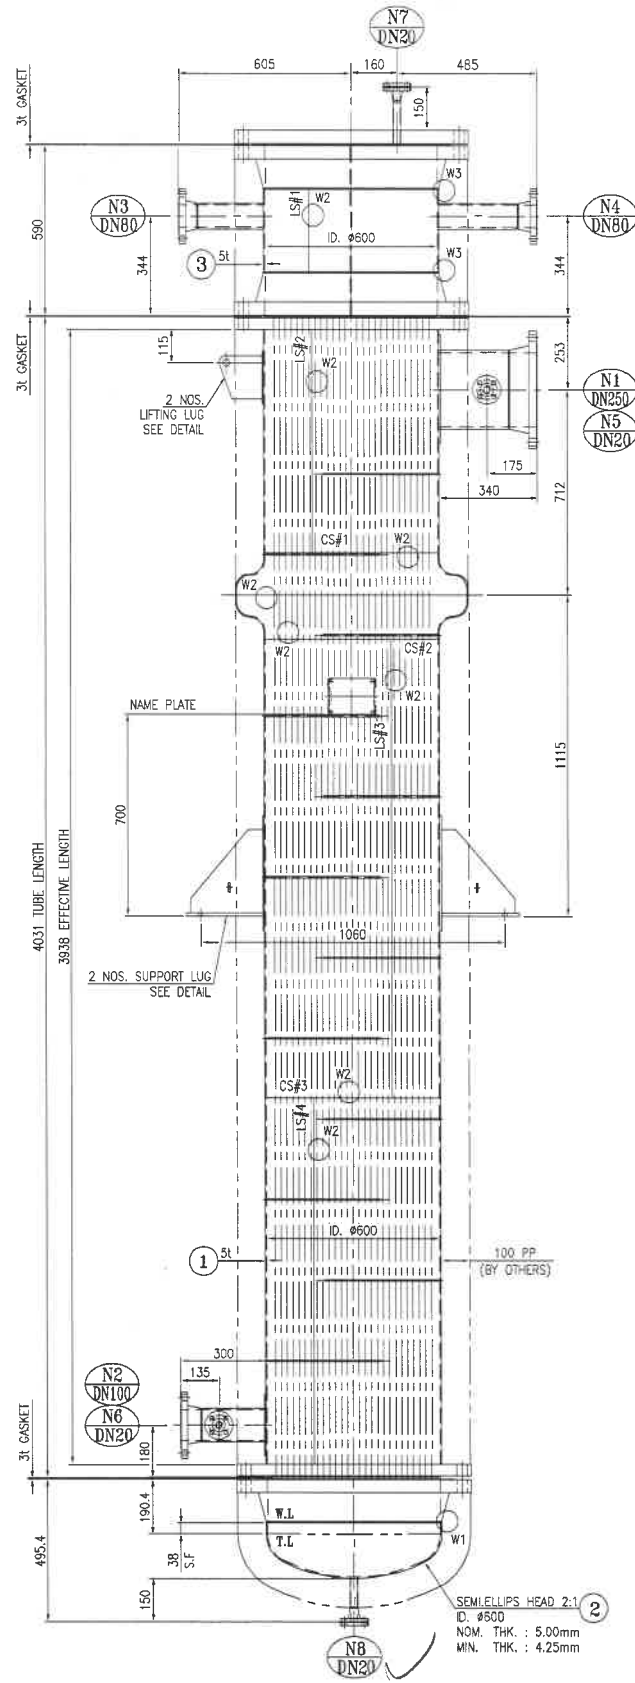 N7
DN20
605
160
485
3t GASKET
150
W3
N3
DN80
LS#1
W2
N4
DN80
590
ID. ø600
344
3
5t
W3
344
3t GASKET
115
LS#2
253
W2
N1
DN250
2 NOS.
LIFTING LUG
SEE DETAIL
N5
DN20
175
340
712
CS#1
W2
W2
W2
CS#2
W2
NAME PLATE
LS#3
1115
700
4031 TUBE LENGTH
3938 EFFECTIVE LENGTH
1060
2 NOS. SUPPORT LUG
SEE DETAIL
W2
CS#3
LS#4
W2
ID. ø600
1
5t
100 PP
(BY OTHERS)
300
N2
DN100
135
N6
DN20
3t GASKET
180
190.4
W.L
W1
T.L
495.4
38
S.F
150
SEMI.ELLIPS HEAD 2:1
2
ID. ø600
NOM. THK. : 5.00mm
MIN. THK. : 4.25mm
N8
DN20